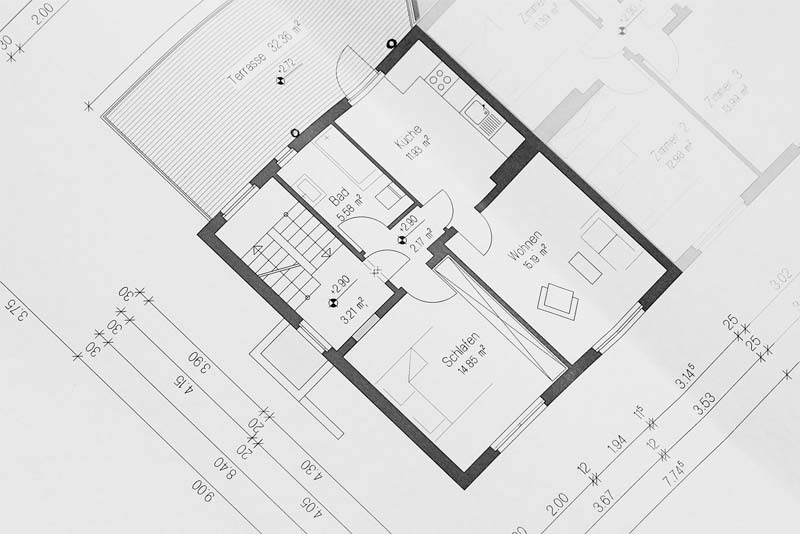 2.00
30
Terrasse 32.36 m²
+2.72
Küche
11.93 m²
Bad
5.58 m²
+2.90
2.17 m²
Wohnen
15.19 m²
+2.90
3.21 m²
Schlafen
14.85 m²
Zimmer 2
12.98 m²
Zimmer 3
13.99 m²
3.75
30
33
30
3.90
4.15
20
20
8.40
9.00
4.30
4.05
3.02
25
25
3.14⁵
3.53
11⁵
1.94
12
12
2.00
3.67
7.74⁵
80